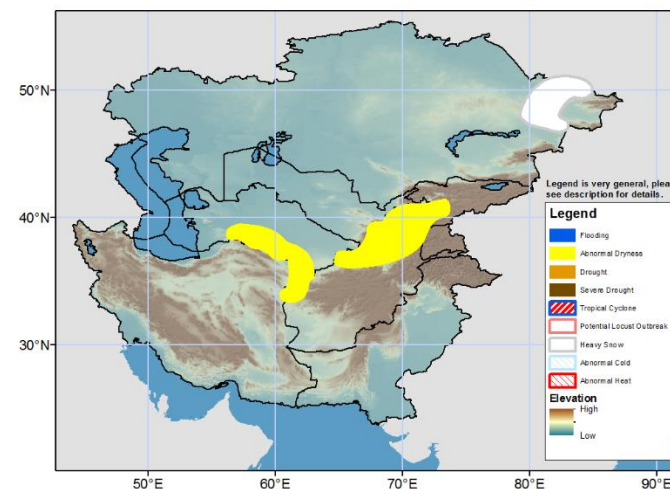 50°N
40°N
30°N
Legend is very general, plea
see description for details.
Legend
Flooding
Abnormal Dryness
Drought
Severe Drought
Tropical Cyclone
Potential Locust Outbreak
Heavy Snow
Abnormal Cold
Abnormal Heat
Elevation
High
Low
50°E
60°E
70°E
80°E
90°E